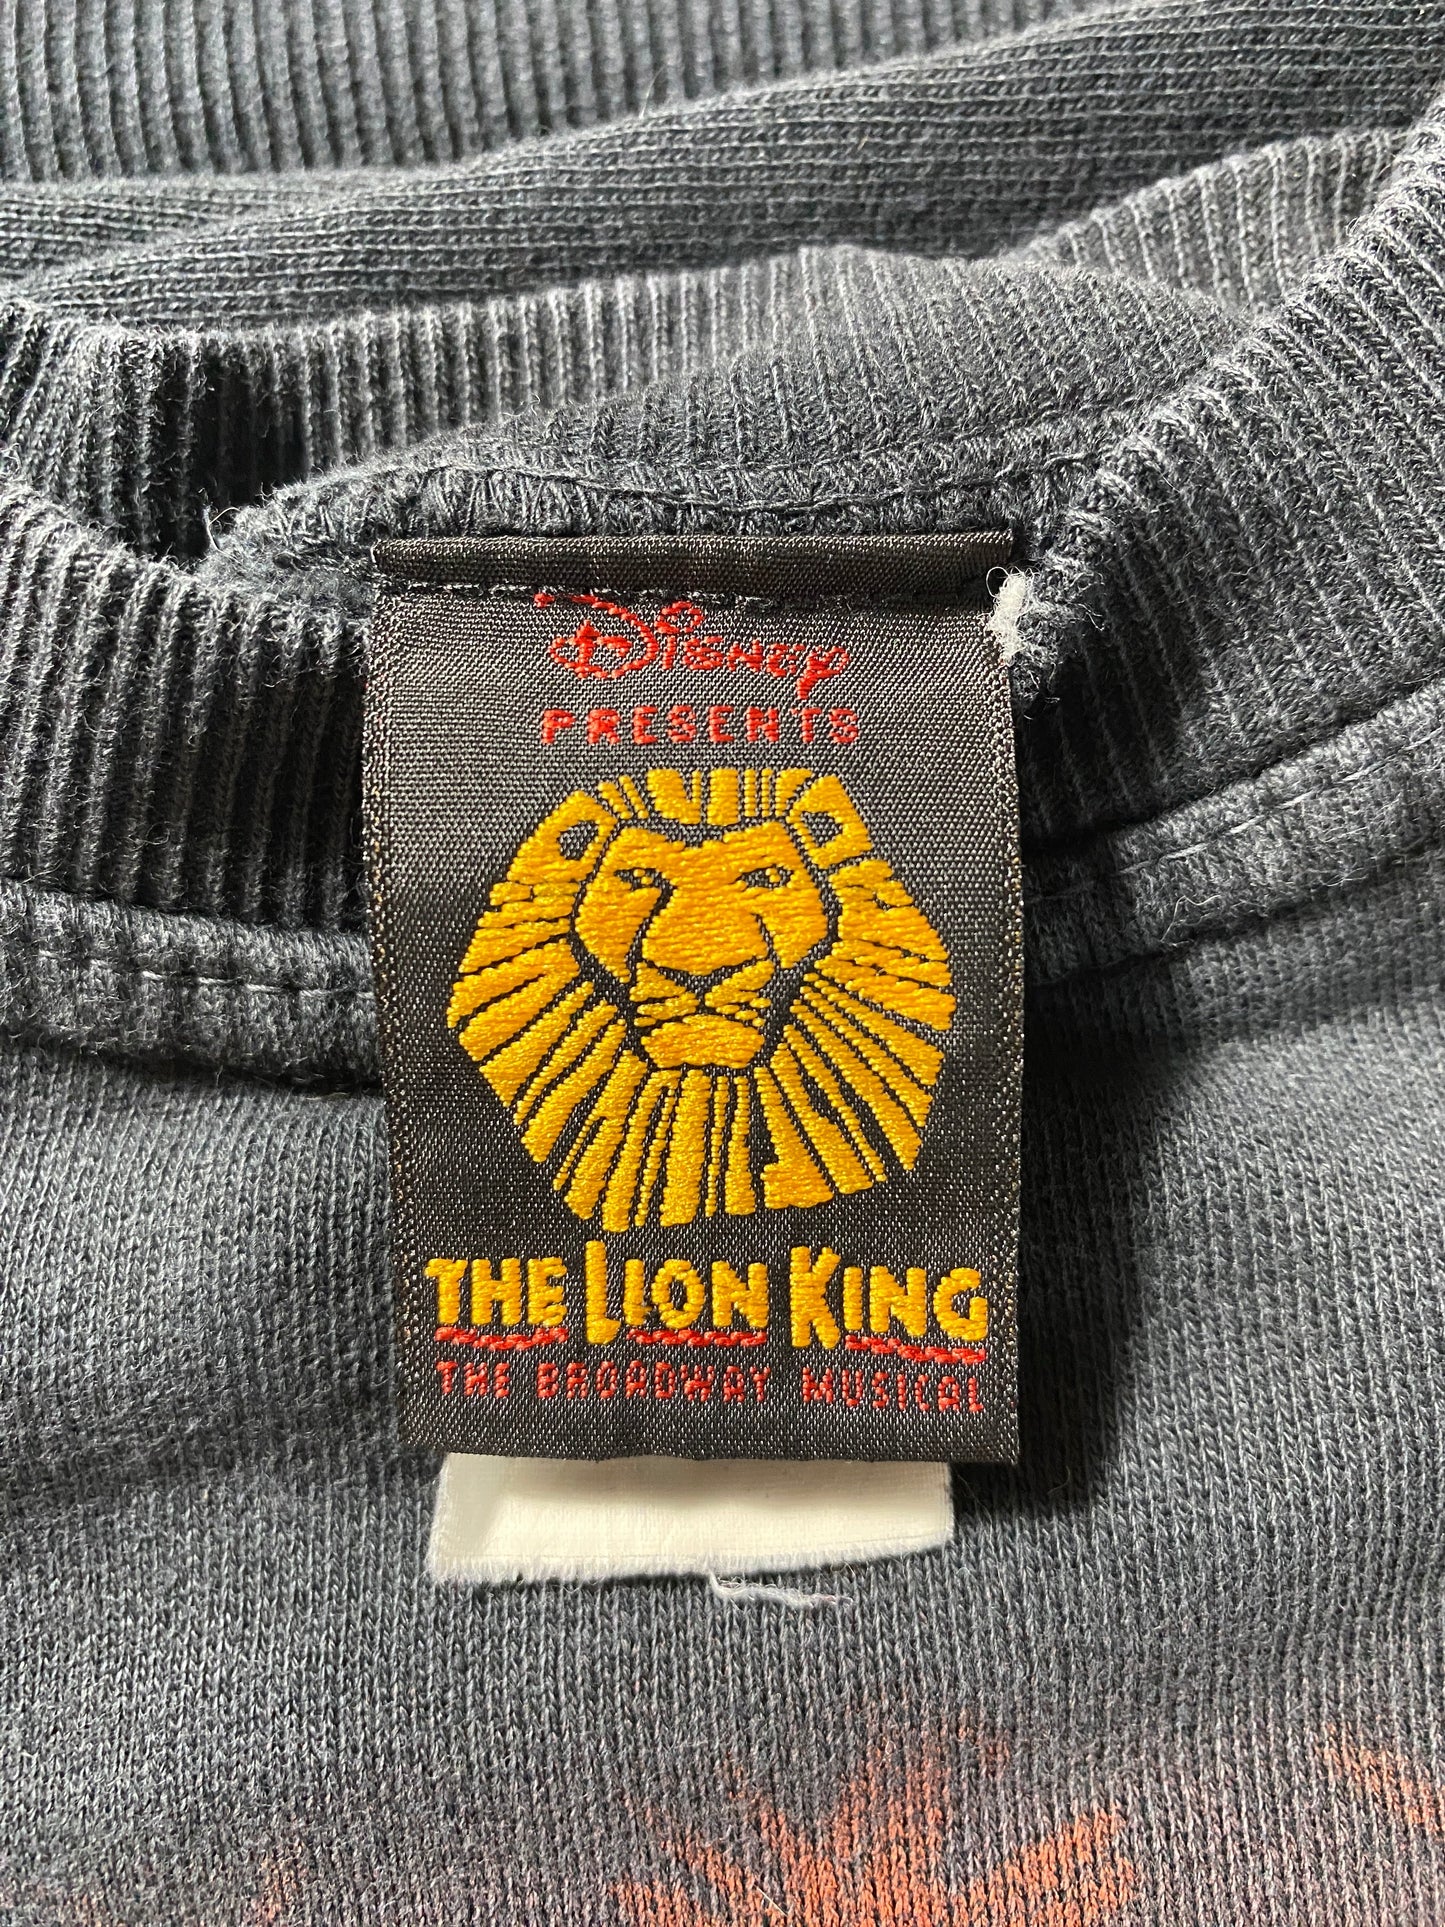 Disney
PRESENTS
THE LION KING
THE BROADWAY MUSICAL